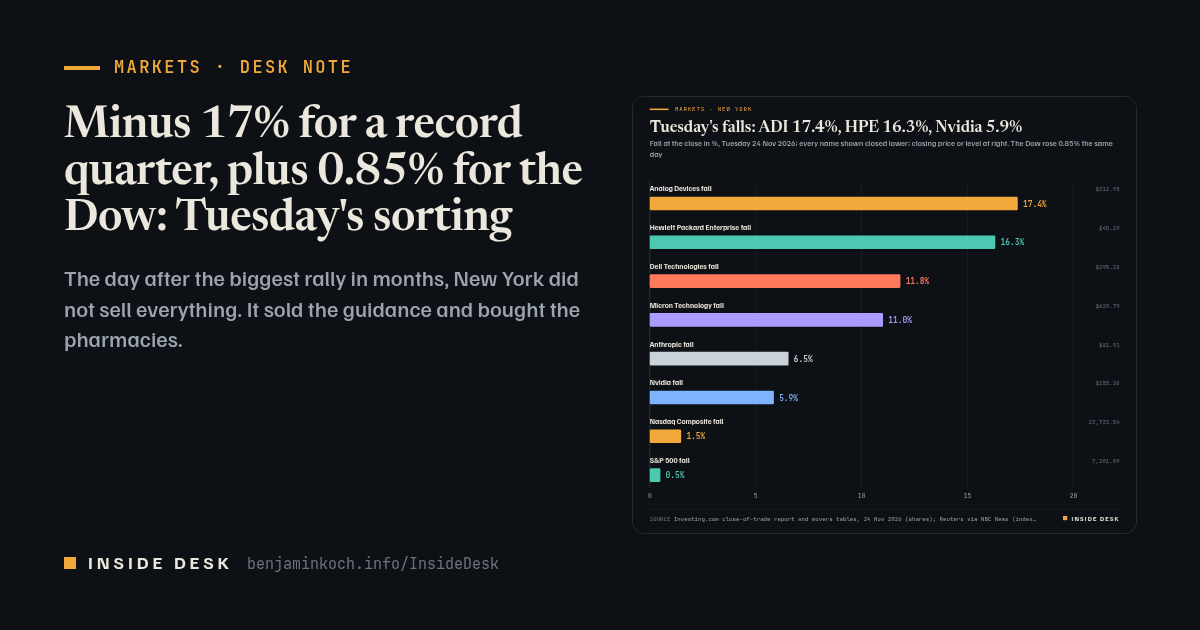 MARKETS · DESK NOTE
Minus 17% for a record
quarter, plus 0.85% for the
Dow: Tuesday's sorting
The day after the biggest rally in months, New York did
not sell everything. It sold the guidance and bought the
pharmacies.
INSIDE DESK benjaminkoch.info/InsideDesk
MARKETS · NEW YORK
Tuesday's falls: ADI 17.4%, HPE 16.3%, Nvidia 5.9%
Fall at the close in %, Tuesday 24 Nov 2026; every name shown closed lower; closing price or level at right. The Dow rose 0.85% the same
day
Analog Devices fall
17.4%
Hewlett Packard Enterprise fall
16.3%
Dell Technologies fall
11.8%
Micron Technology fall
11.0%
Anthropic fall
6.5%
Nvidia fall
5.9%
Nasdaq Composite fall
1.5%
S&P 500 fall
0.5%
0 5 10 15 20
SOURCE Investing.com close-of-trade report and movers tables, 24 Nov 2026 (shares); Reuters via NBC News (index…
INSIDE DESK